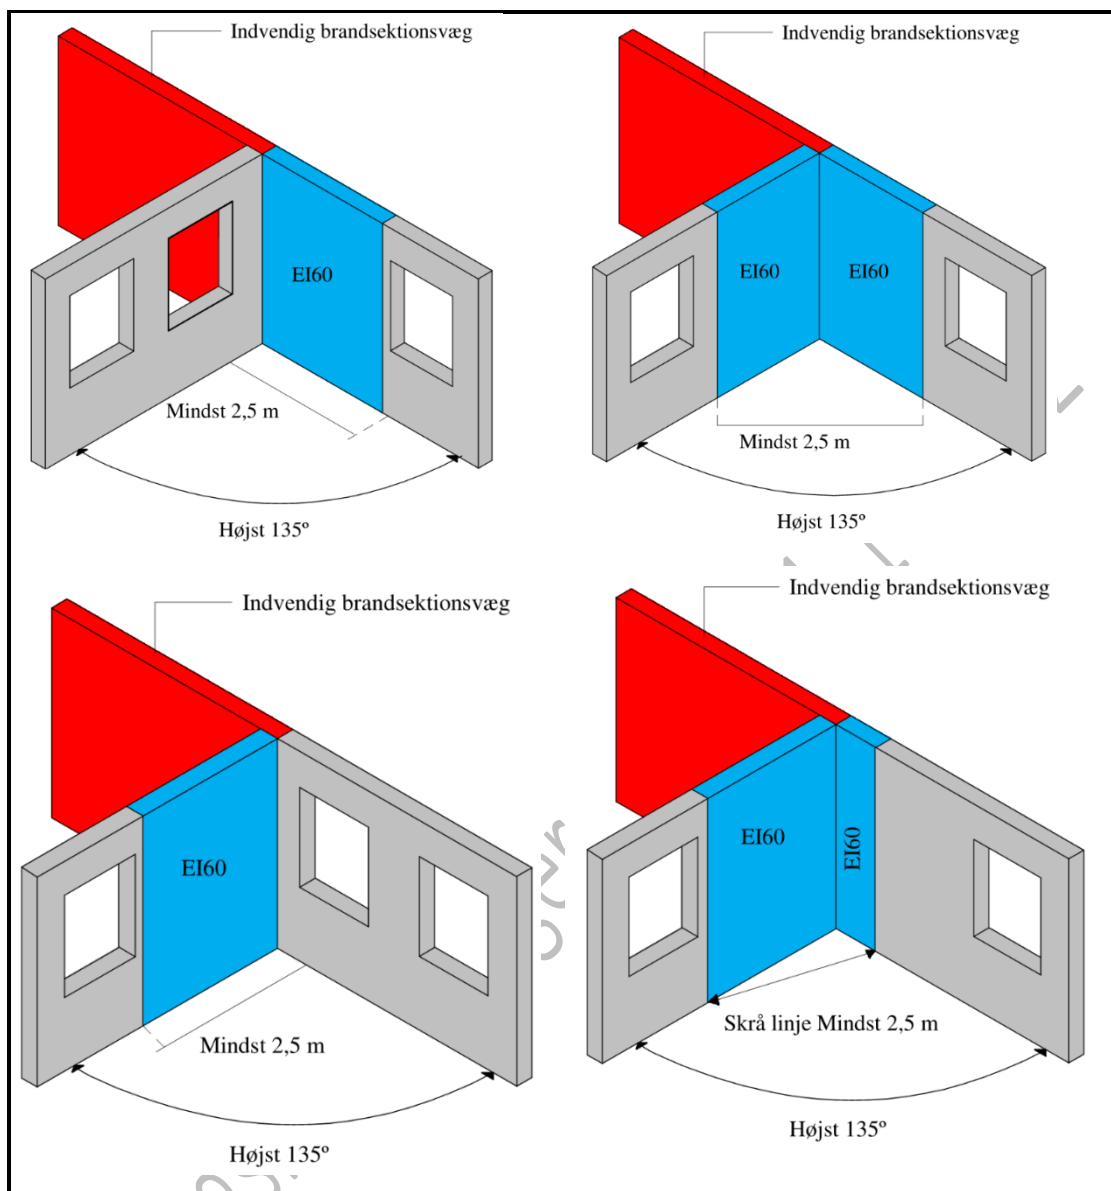 Indvendig brandsektionsvæg
EI60
Mindst 2,5 m
Højst 135º
Indvendig brandsektionsvæg
EI60
EI60
Mindst 2,5 m
Højst 135º
Indvendig brandsektionsvæg
EI60
Mindst 2,5 m
Højst 135º
Indvendig brandsektionsvæg
EI60
EI60
Skrå linje Mindst 2,5 m
Højst 135º